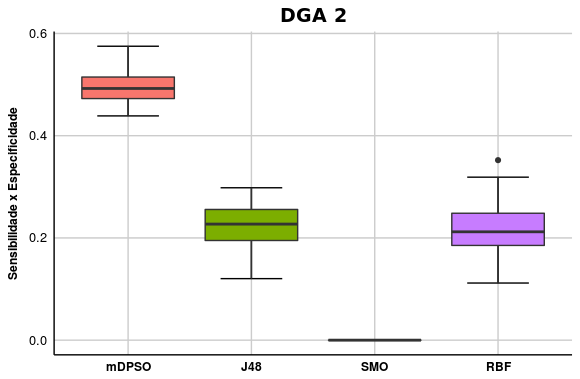 DGA 2
Sensibilidade x Especificidade
0.6
0.4
0.2
0.0
mDPSO
J48
SMO
RBF